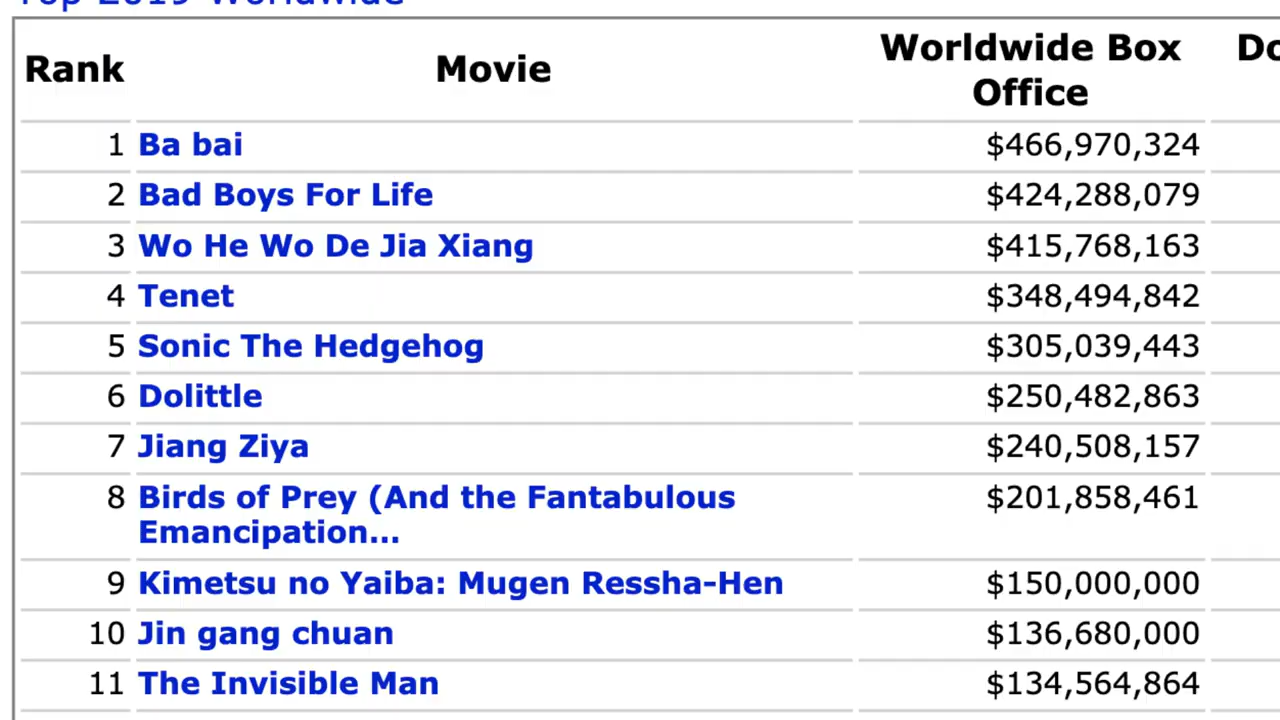 Top 2019 Worldwide
Rank Movie Worldwide Box Office Do
1 Ba bai $466,970,324
2 Bad Boys For Life $424,288,079
3 Wo He Wo De Jia Xiang $415,768,163
4 Tenet $348,494,842
5 Sonic The Hedgehog $305,039,443
6 Dolittle $250,482,863
7 Jiang Ziya $240,508,157
8 Birds of Prey (And the Fantabulous $201,858,461
Emancipation...
9 Kimetsu no Yaiba: Mugen Ressha-Hen $150,000,000
10 Jin gang chuan $136,680,000
11 The Invisible Man $134,564,864